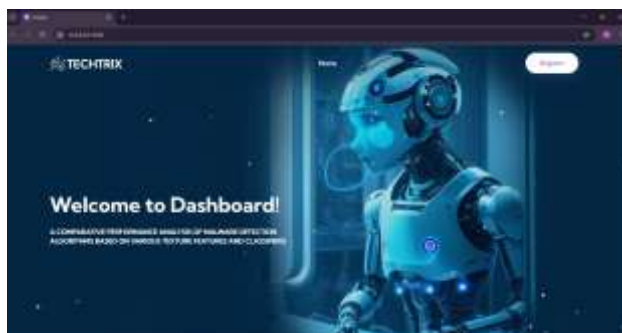 TECHTRIX
Home
Register
Welcome to Dashboard!
A COMPARATIVE PERFORMANCE ANALYSIS OF MALWARE DETECTION
ALGORITHMS BASED ON VARIOUS TEXTURE FEATURES AND CLASSIFIERS